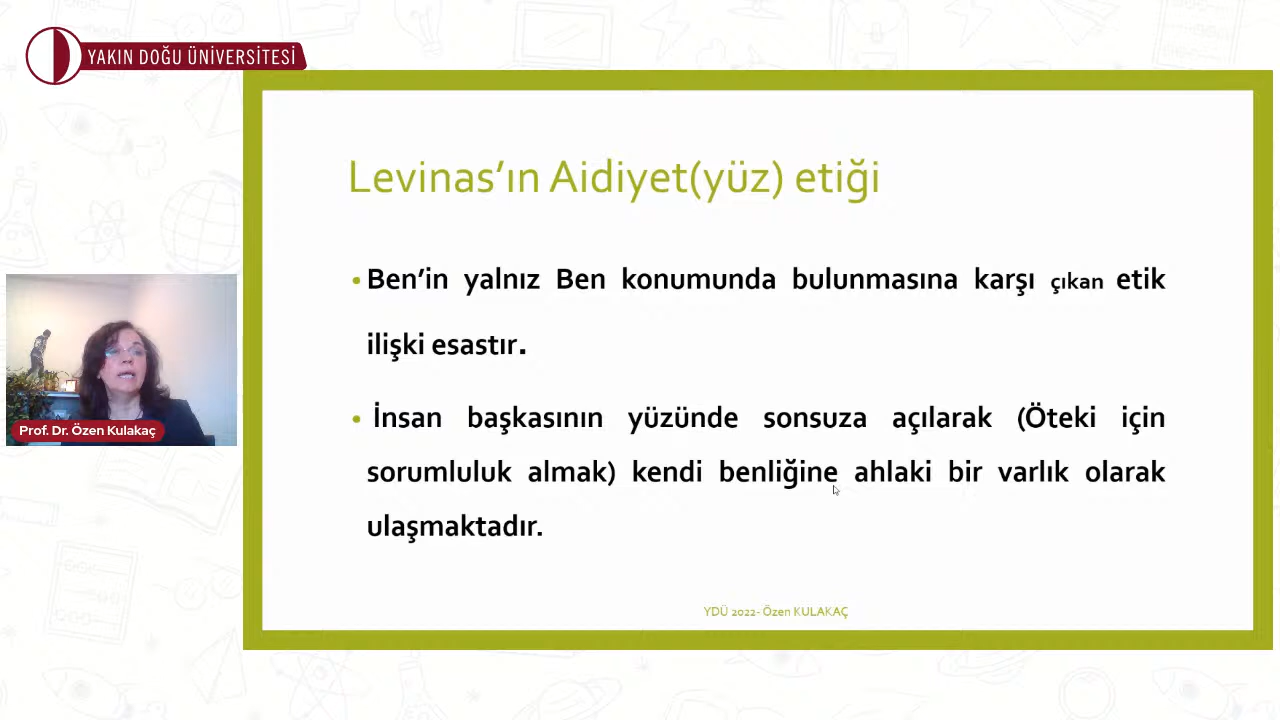 YAKIN DOĞU ÜNİVERSİTESİ
Levinas’ın Aidiyet(yüz) etiği
• Ben’in yalnız Ben konumunda bulunmasına karşı çıkan etik
ilişki esastır.
• İnsan başkasının yüzünde sonsuza açılarak (Öteki için
sorumluluk almak) kendi benliğine ahlaki bir varlık olarak
ulaşmaktadır.
Prof. Dr. Özen Kulakaç
YDÜ 2022- Özen KULAKAÇ